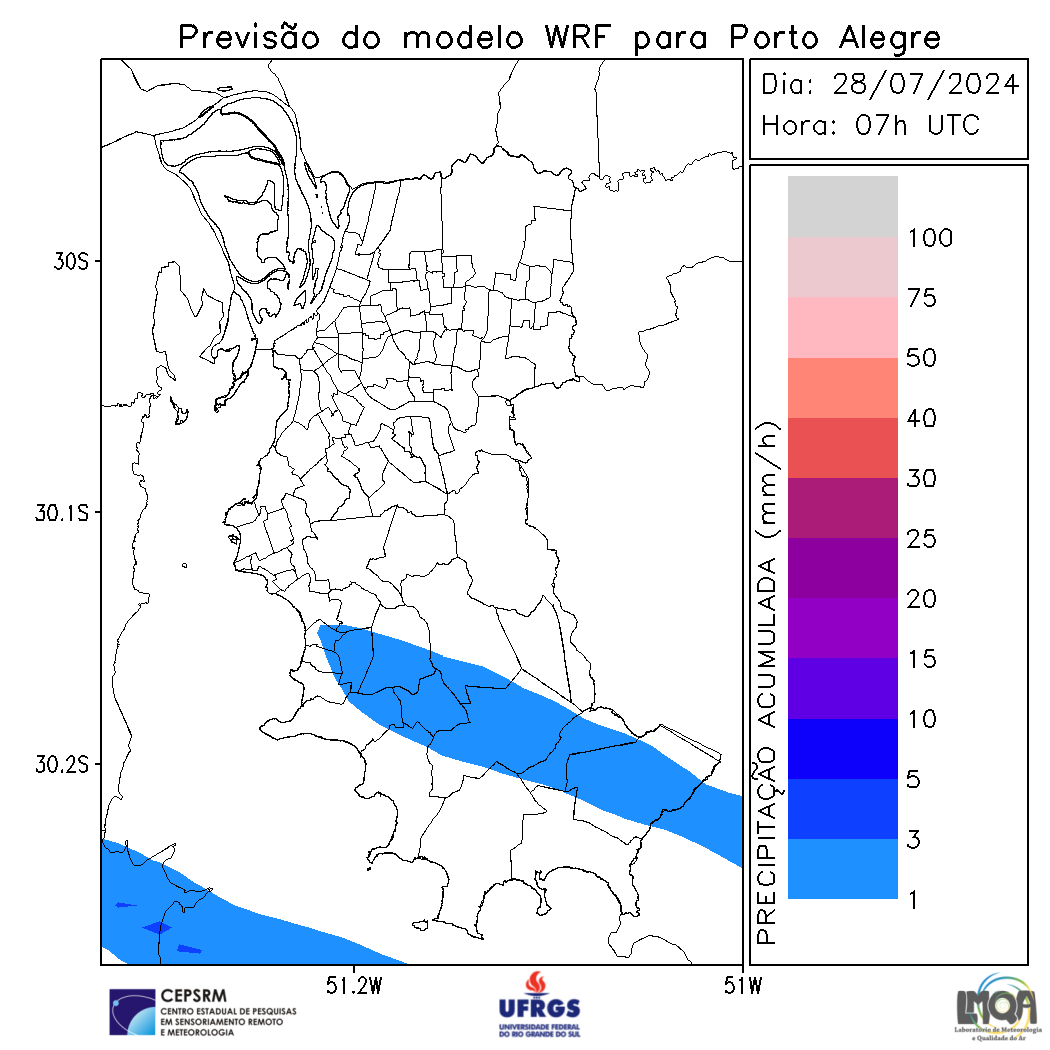 Previsão do modelo WRF para Porto Alegre
Dia: 28/07/2024
Hora: 07h UTC
30S
30.1S
30.2S
51.2W
51W
PRECIPITAÇÃO ACUMULADA (mm/h)
100
75
50
40
30
25
20
15
10
5
3
1
CEPSRM
CENTRO ESTADUAL DE PESQUISAS
EM SENSORIAMENTO REMOTO
E METEOROLOGIA
UFRGS
UNIVERSIDADE FEDERAL
DO RIO GRANDE DO SUL
LMQA
Laboratório de Meteorologia
e Qualidade do Ar